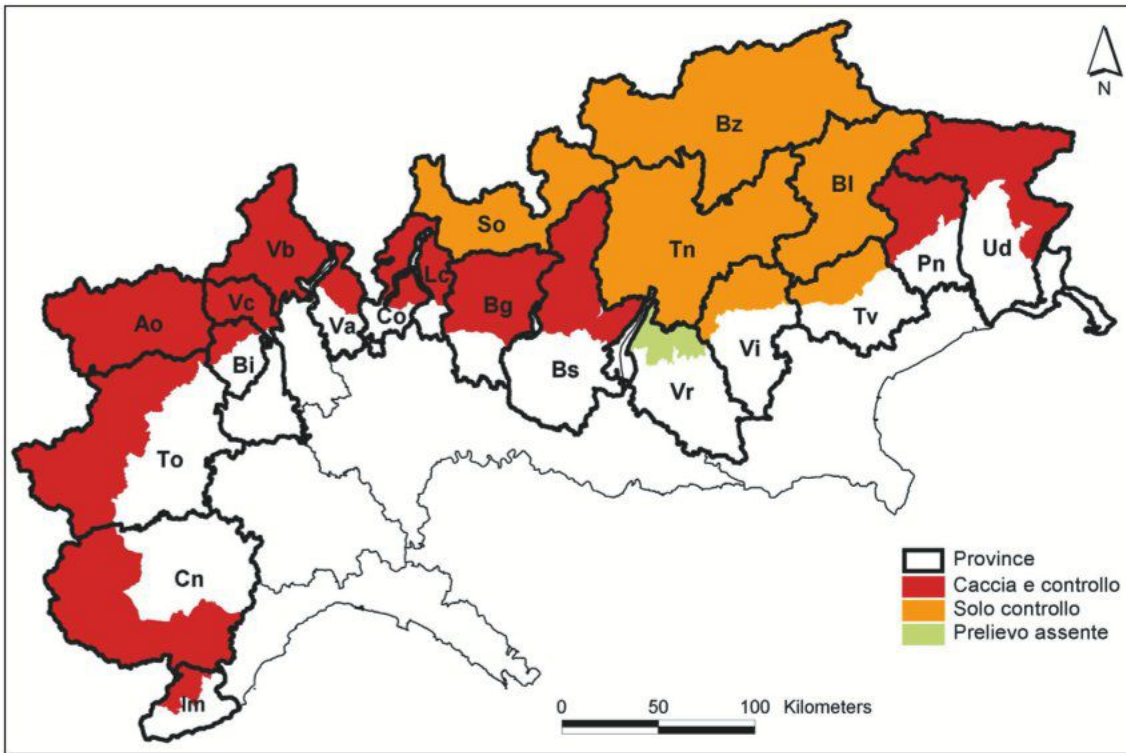 N
Bz
Bl
So
Tn
Vb
Ud
Pn
Lc
Vc
Bg
Ao
Va
Co
Tv
Vi
Bi
Bs
Vr
To
Cn
Im
Province
Caccia e controllo
Solo controllo
Prelievo assente
0 50 100 Kilometers